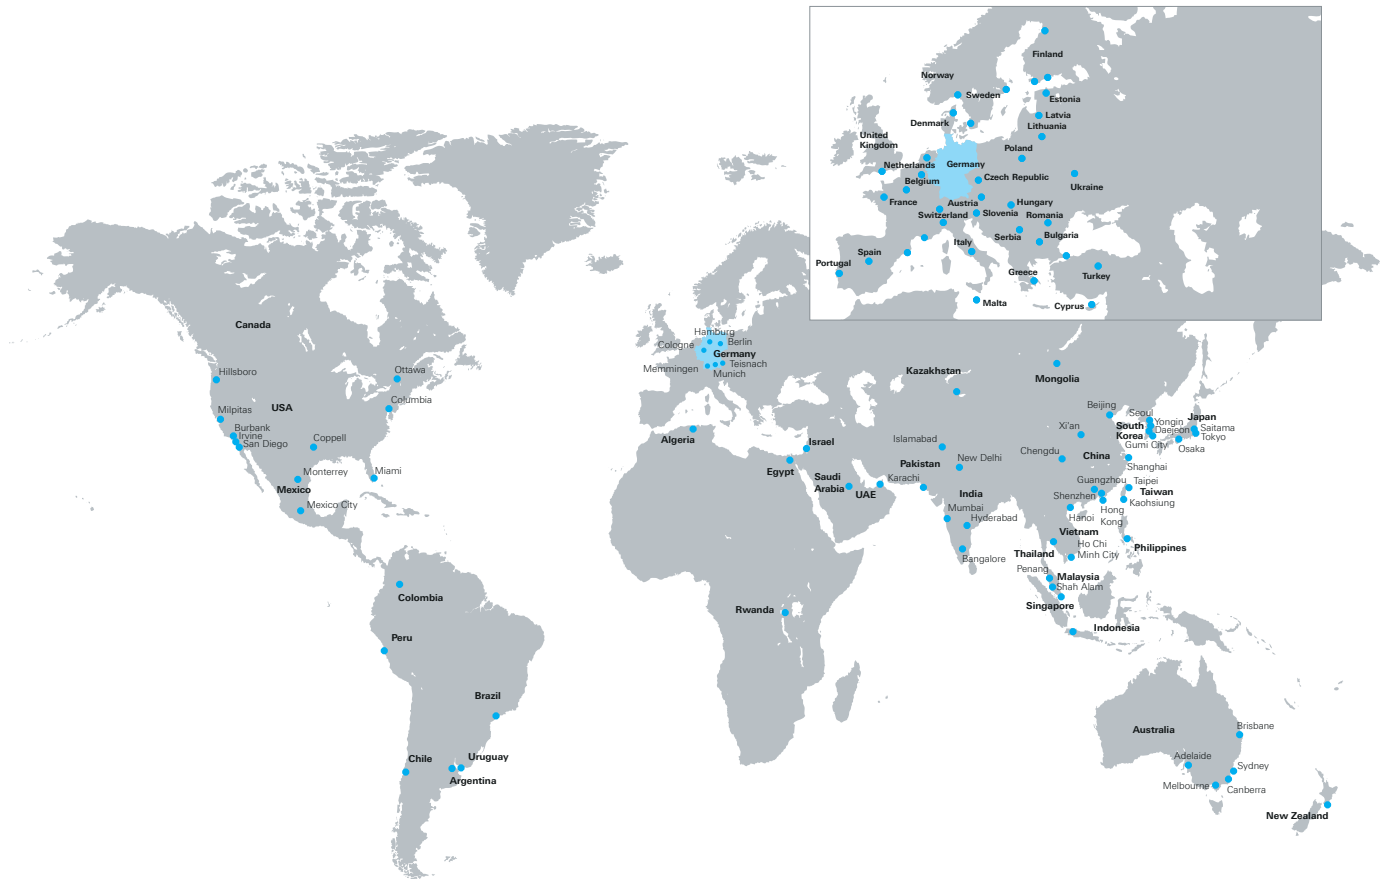 Finland
Norway
Sweden
Estonia
Latvia
Denmark
Lithuania
United
Kingdom
Poland
Netherlands
Germany
Belgium
Czech Republic
Ukraine
France
Austria
Hungary
Switzerland
Slovenia
Romania
Serbia
Bulgaria
Italy
Spain
Portugal
Greece
Turkey
Malta
Cyprus
Canada
Hillsboro
Ottawa
USA
Columbia
Milpitas
Burbank
Irvine
San Diego
Coppell
Monterrey
Miami
Mexico
Mexico City
Colombia
Peru
Brazil
Chile
Uruguay
Argentina
Hamburg
Cologne
Berlin
Germany
Memmingen
Teisnach
Munich
Algeria
Israel
Egypt
Saudi
Arabia
UAE
Rwanda
Kazakhstan
Mongolia
Islamabad
Pakistan
New Delhi
Karachi
India
Mumbai
Hyderabad
Bangalore
Beijing
Seoul
Yongin
Japan
Xi'an
South
Korea
Daejeon
Saitama
Tokyo
Gumi City
Osaka
Chengdu
China
Shanghai
Guangzhou
Taipei
Shenzhen
Taiwan
Kaohsiung
Hong
Kong
Hanoi
Vietnam
Ho Chi
Minh City
Thailand
Philippines
Penang
Malaysia
Shah Alam
Singapore
Indonesia
Australia
Brisbane
Adelaide
Sydney
Melbourne
Canberra
New Zealand